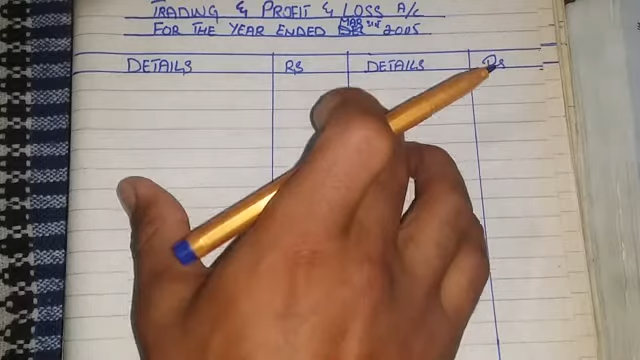 TRADING & PROFIT & LOSS A/C
FOR THE YEAR ENDED MAR 31st 2005
DETAILS RS DETAILS Rs